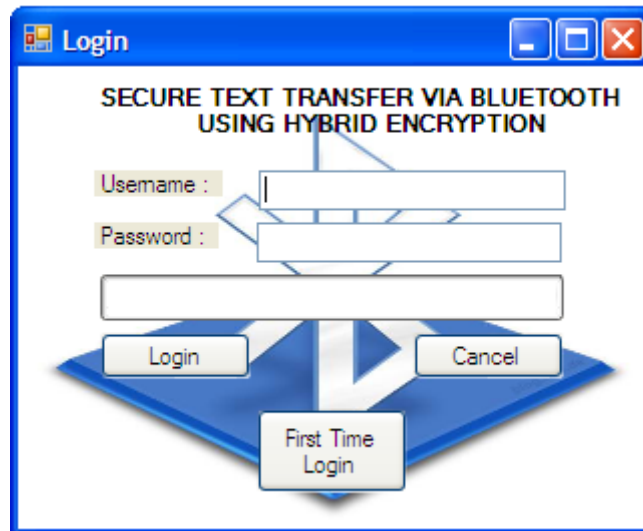 Login
SECURE TEXT TRANSFER VIA BLUETOOTH
USING HYBRID ENCRYPTION
Username :
Password :
Login
Cancel
First Time
Login